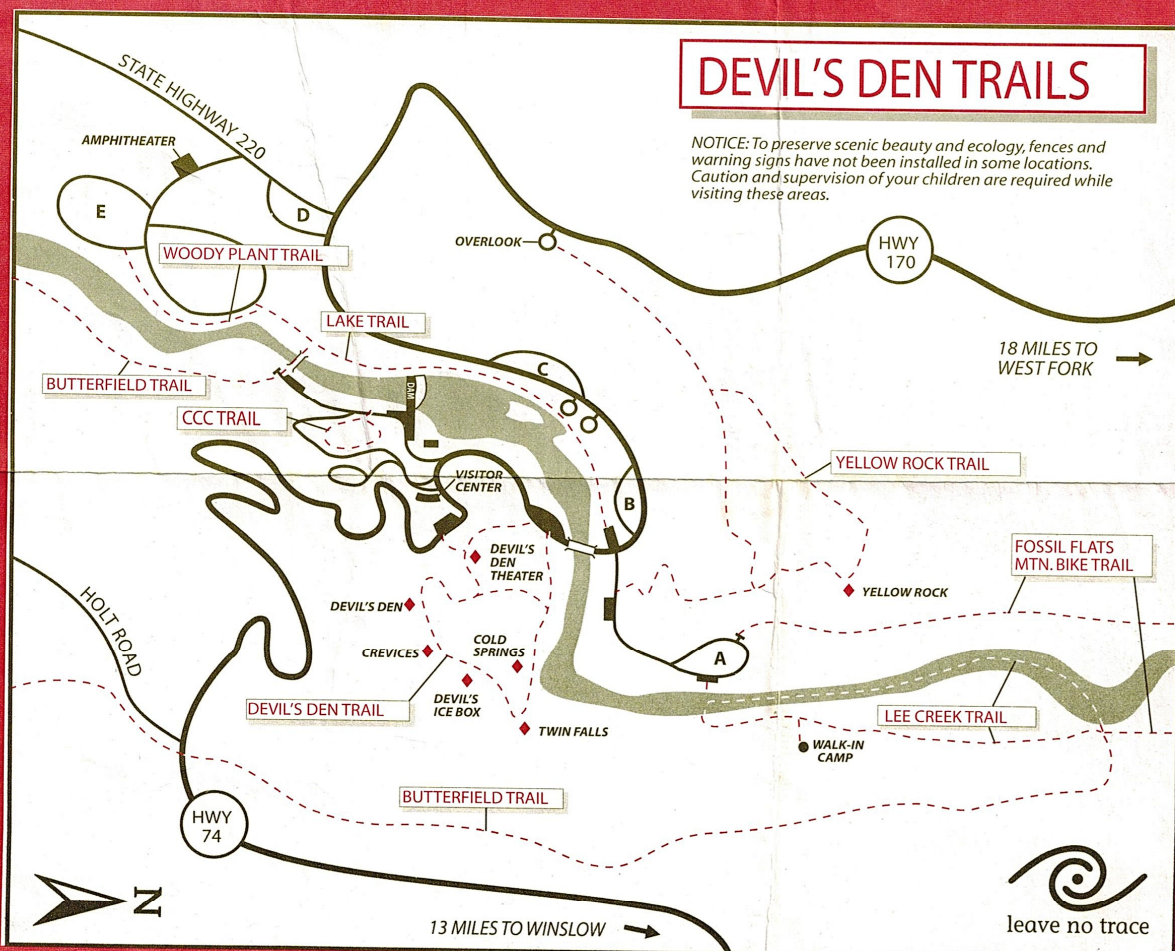 DEVIL'S DEN TRAILS
NOTICE: To preserve scenic beauty and ecology, fences and
warning signs have not been installed in some locations.
Caution and supervision of your children are required while
visiting these areas.
STATE HIGHWAY 220
AMPHITHEATER
E
D
WOODY PLANT TRAIL
OVERLOOK
HWY
170
LAKE TRAIL
18 MILES TO
WEST FORK
BUTTERFIELD TRAIL
C
DAM
CCC TRAIL
YELLOW ROCK TRAIL
VISITOR
CENTER
B
DEVIL'S
DEN
THEATER
FOSSIL FLATS
MTN. BIKE TRAIL
YELLOW ROCK
DEVIL'S DEN
HOLT ROAD
CREVICES
COLD
SPRINGS
A
DEVIL'S
ICE BOX
DEVIL'S DEN TRAIL
TWIN FALLS
LEE CREEK TRAIL
WALK-IN
CAMP
BUTTERFIELD TRAIL
HWY
74
N
13 MILES TO WINSLOW
leave no trace